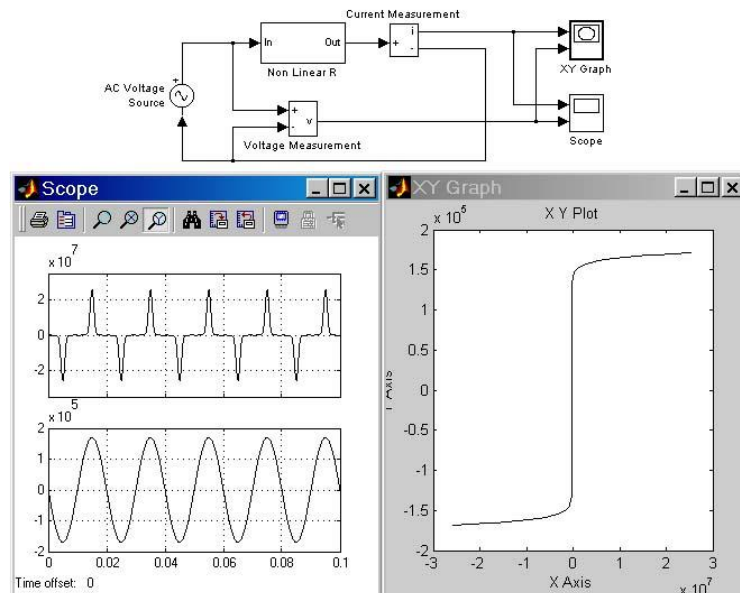 Current Measurement
In
Out
+
i
-
Non Linear R
XY Graph
AC Voltage
Source
+
+
-
v
Voltage Measurement
Scope
Scope
x 10
7
2
0
-2
x 10
5
2
1
0
-1
-2
0
0.02
0.04
0.06
0.08
0.1
Time offset: 0
XY Graph
x 10
5
X Y Plot
2
1.5
1
0.5
0
-0.5
-1
-1.5
-2
Axis
-3
-2
-1
0
1
2
3
X Axis
x 10
7